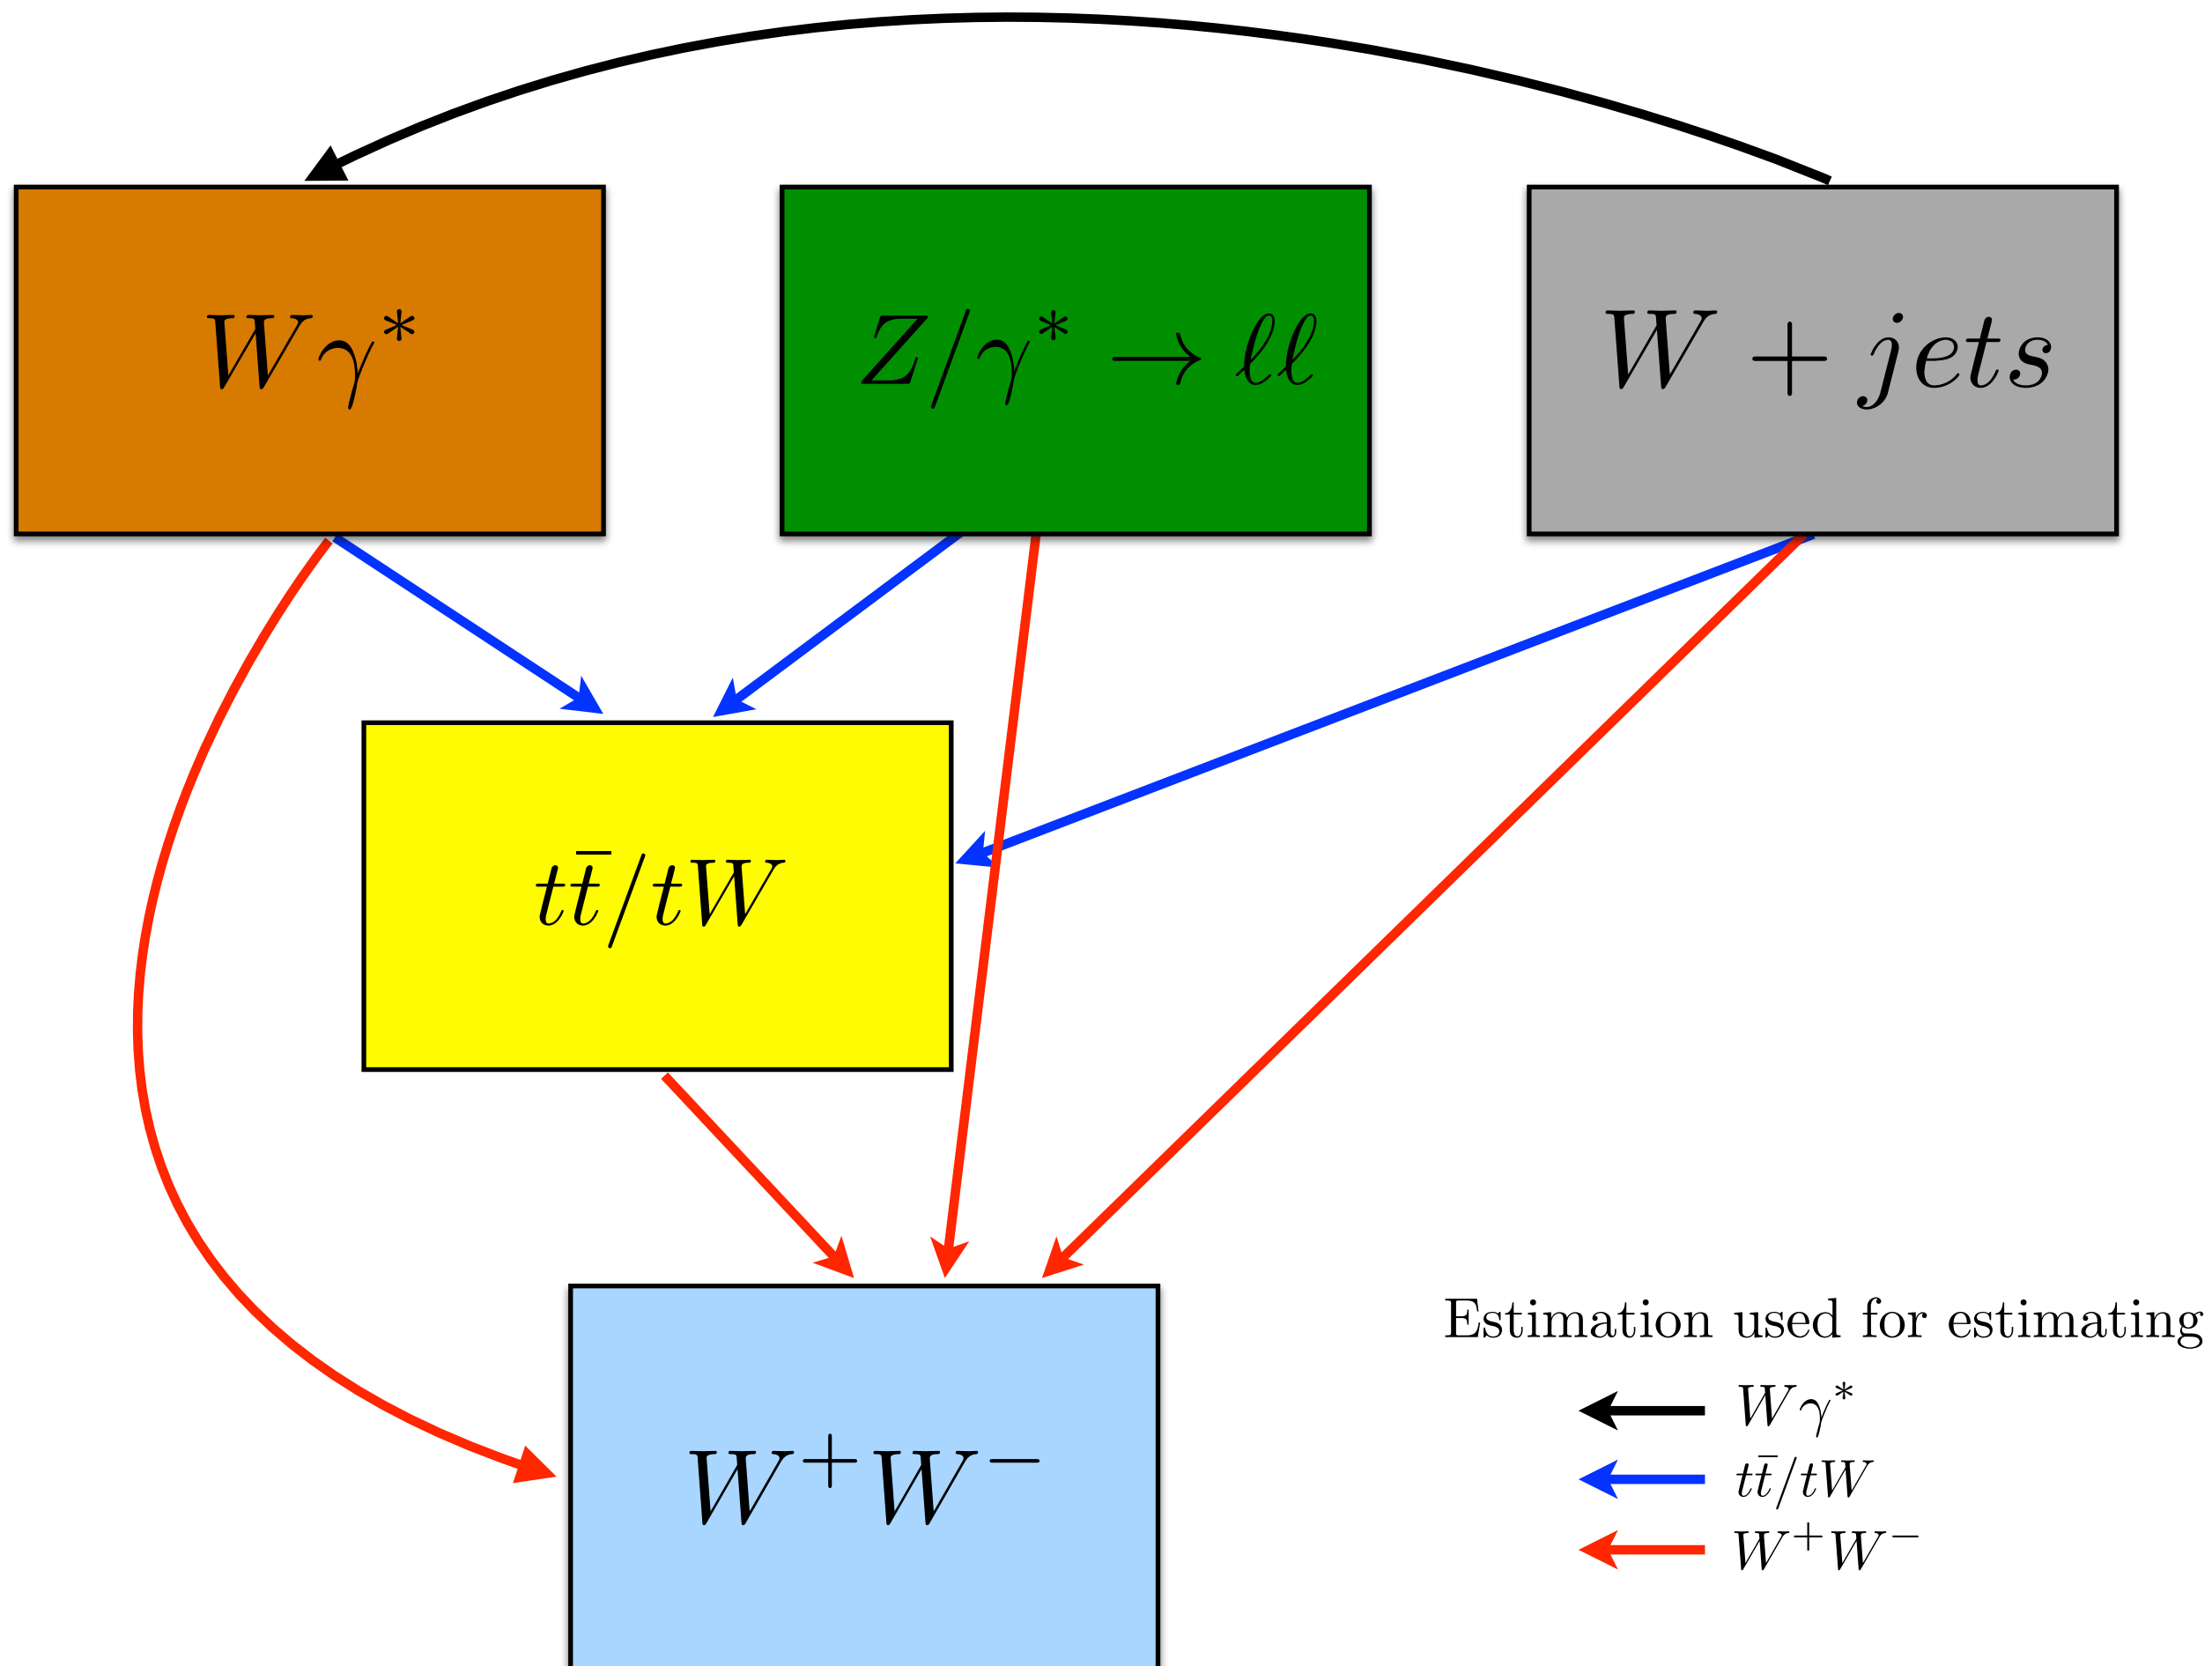 Wγ*
Z/γ* → ℓℓ
W + jets
tt̅/tW
W⁺W⁻
Estimation used for estimating
Wγ*
tt̅/tW
W⁺W⁻